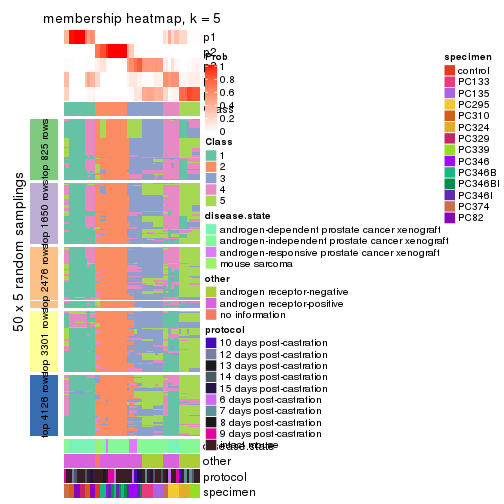 membership heatmap, k = 5
p1
p2
Prob
1
0.8
0.6
0.4
0.2
0
Class
1
2
3
4
5
disease.state
androgen-dependent prostate cancer xenograft
androgen-independent prostate cancer xenograft
androgen-responsive prostate cancer xenograft
mouse sarcoma
other
androgen receptor-negative
androgen receptor-positive
no information
protocol
10 days post-castration
12 days post-castration
13 days post-castration
14 days post-castration
15 days post-castration
6 days post-castration
7 days post-castration
8 days post-castration
9 days post-castration
intact mouse
specimen
control
PC133
PC135
PC295
PC310
PC324
PC329
PC339
PC346
PC346B
PC346BI
PC346I
PC374
PC82
50 x 5 random samplings
top 825 rows
top 1650 rows
top 2476 rows
top 3301 rows
top 4126 rows
disease.state
other
protocol
specimen